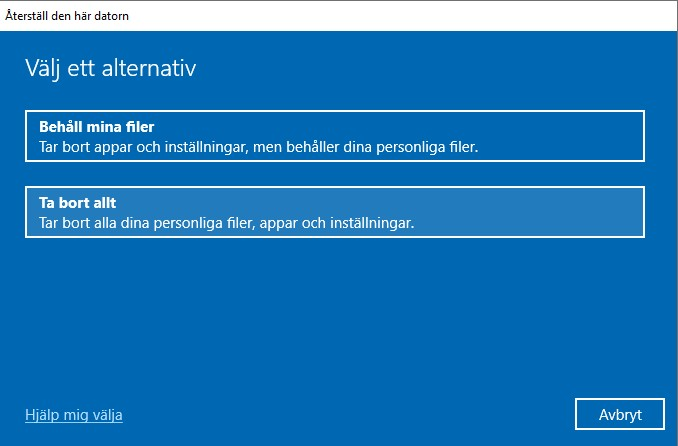 Återställ den här datorn
Välj ett alternativ
Behåll mina filer
Tar bort appar och inställningar, men behåller dina personliga filer.
Ta bort allt
Tar bort alla dina personliga filer, appar och inställningar.
Hjälp mig välja
Avbryt